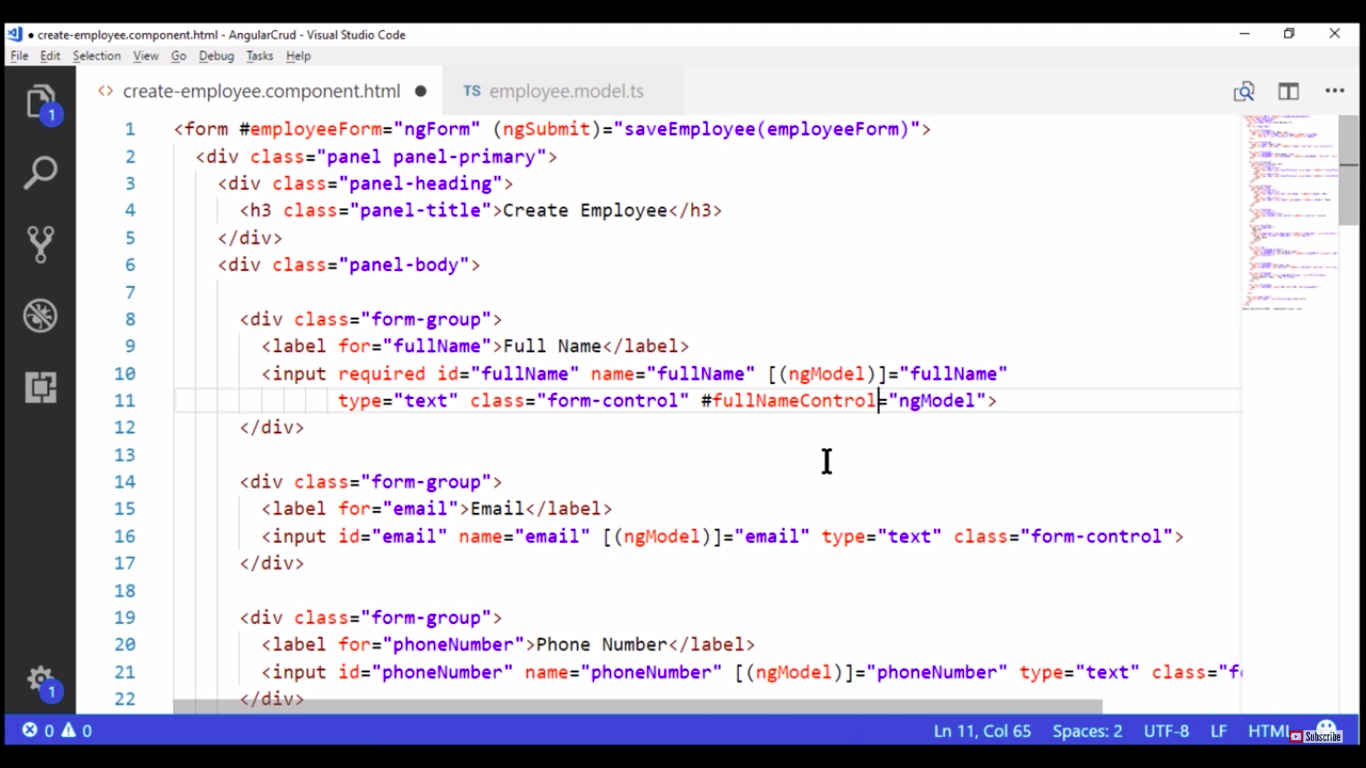 create-employee.component.html - AngularCrud - Visual Studio Code
File Edit Selection View Go Debug Tasks Help
1
<> create-employee.component.html ● TS employee.model.ts
1 <form #employeeForm="ngForm" (ngSubmit)="saveEmployee(employeeForm)">
2 <div class="panel panel-primary">
3 <div class="panel-heading">
4 <h3 class="panel-title">Create Employee</h3>
5 </div>
6 <div class="panel-body">
7
8 <div class="form-group">
9 <label for="fullName">Full Name</label>
10 <input required id="fullName" name="fullName" [(ngModel)]="fullName"
11 type="text" class="form-control" #fullNameControl="ngModel">
12 </div>
13
14 <div class="form-group">
15 <label for="email">Email</label>
16 <input id="email" name="email" [(ngModel)]="email" type="text" class="form-control">
17 </div>
18
19 <div class="form-group">
20 <label for="phoneNumber">Phone Number</label>
21 <input id="phoneNumber" name="phoneNumber" [(ngModel)]="phoneNumber" type="text" class="f
22 </div>
1
0 0 Ln 11, Col 65 Spaces: 2 UTF-8 LF HTML Subscribe